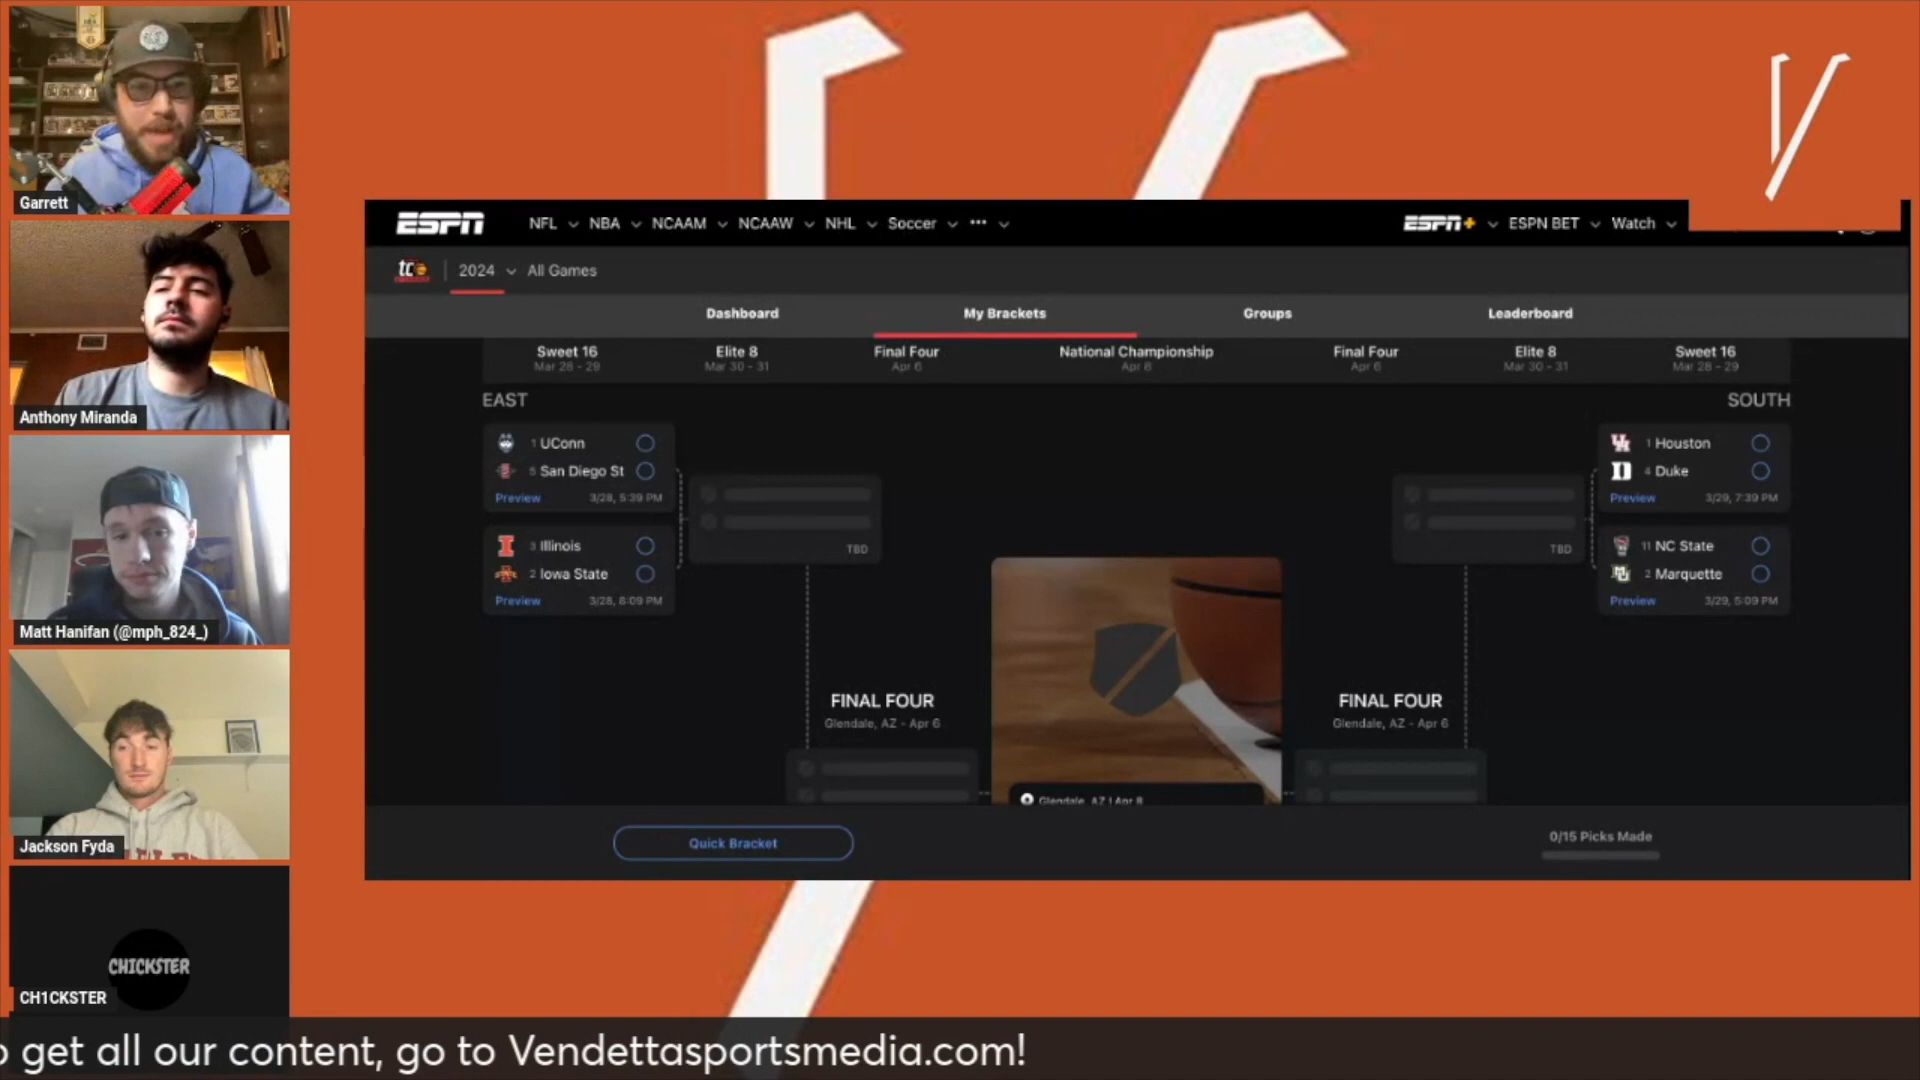 Garrett
Anthony Miranda
Matt Hanifan (@mph_824_)
Jackson Fyda
CHICKSTER
CH1CKSTER
ESPN
NFL NBA NCAAM NCAAW NHL Soccer ···
ESPN+ ESPN BET Watch
tc 2024 All Games
Dashboard My Brackets Groups Leaderboard
Sweet 16 Elite 8 Final Four National Championship Final Four Elite 8 Sweet 16
Mar 28 - 29 Mar 30 - 31 Apr 6 Apr 8 Apr 6 Mar 30 - 31 Mar 28 - 29
EAST
1 UConn
5 San Diego St
Preview 3/28, 5:39 PM
3 Illinois
2 Iowa State
Preview 3/28, 8:09 PM
TBD
SOUTH
1 Houston
4 Duke
Preview 3/29, 7:39 PM
11 NC State
2 Marquette
Preview 3/29, 5:09 PM
TBD
FINAL FOUR
Glendale, AZ - Apr 6
FINAL FOUR
Glendale, AZ - Apr 6
Glendale, AZ | Apr 8
Quick Bracket
0/15 Picks Made
get all our content, go to Vendettasportsmedia.com!